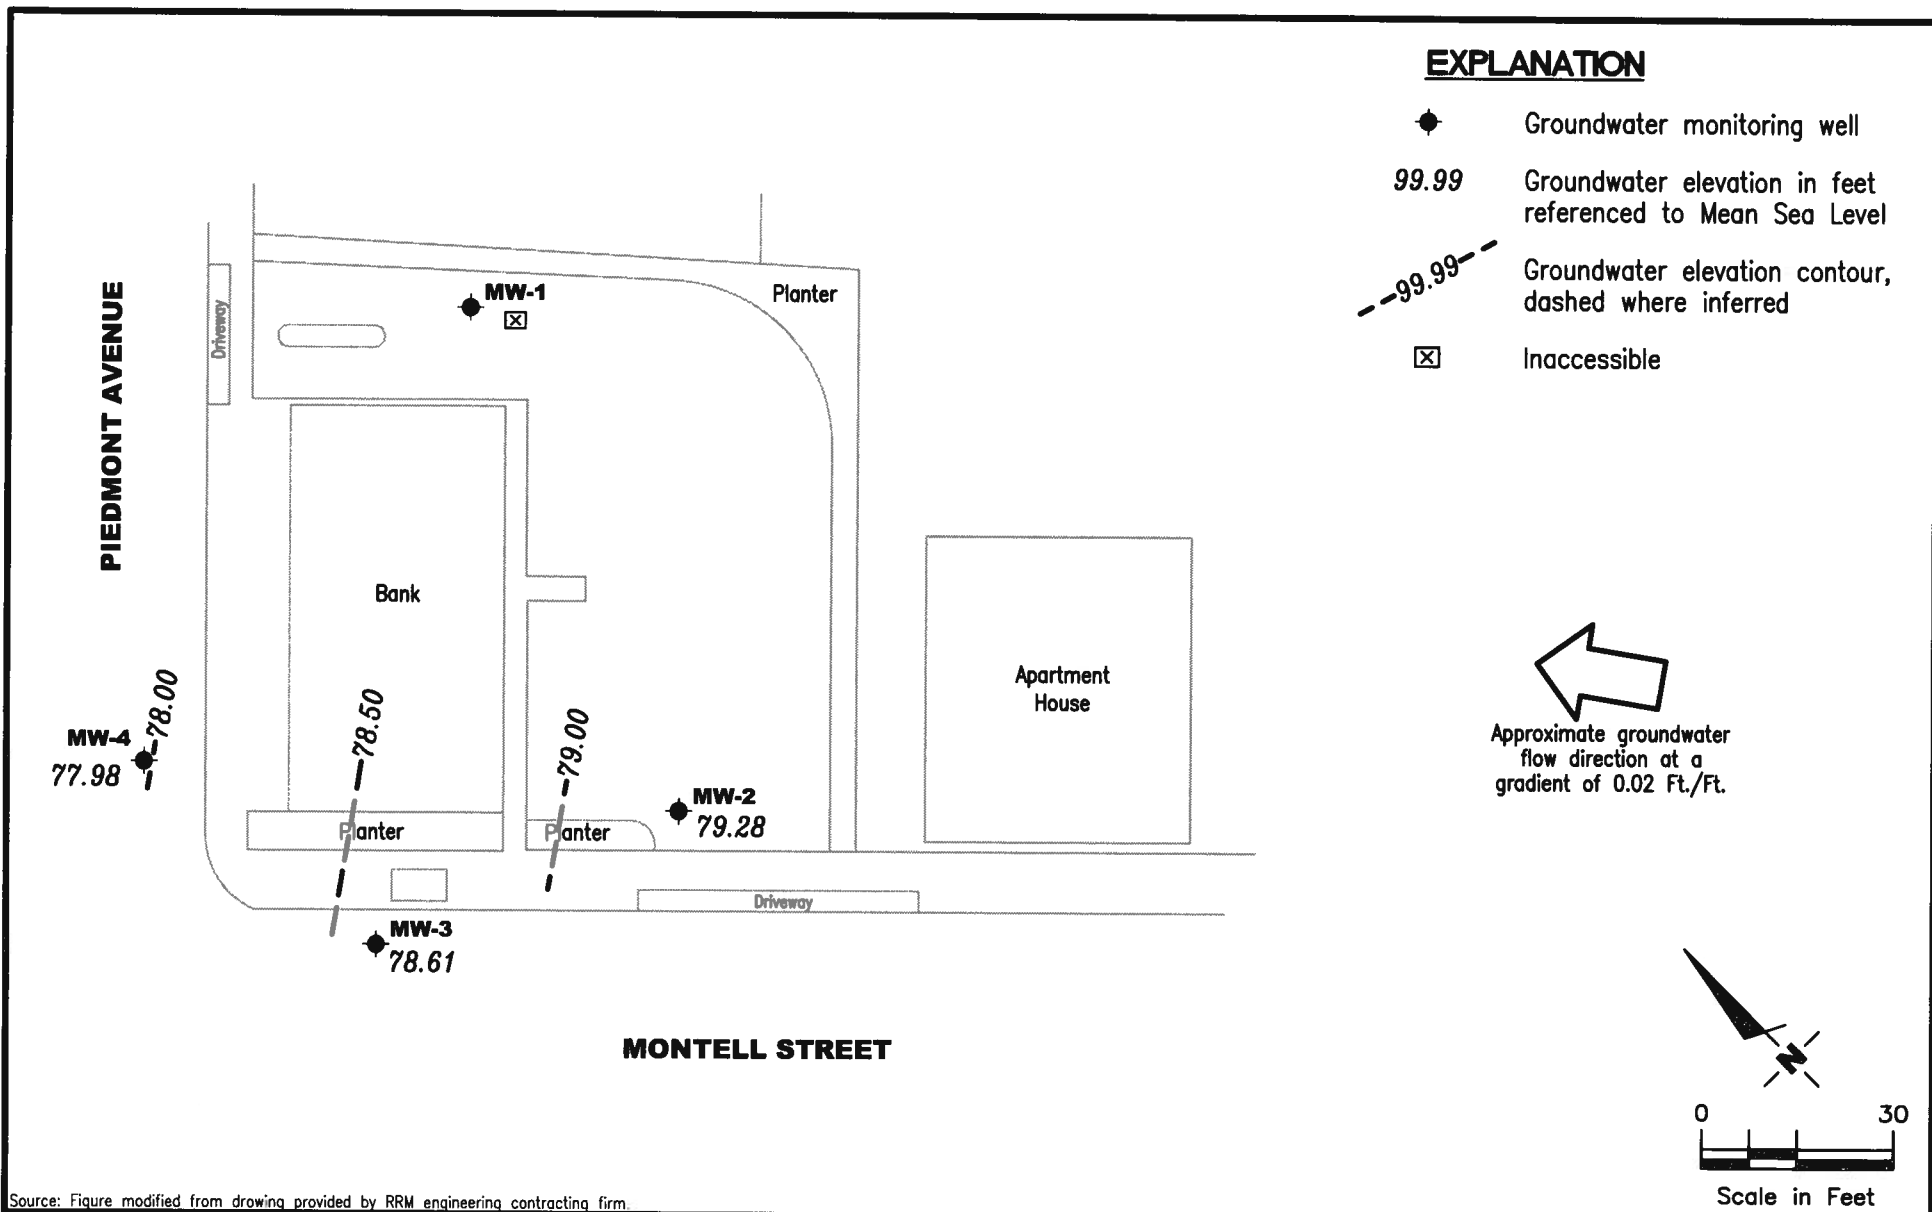 EXPLANATION
Groundwater monitoring well
99.99
Groundwater elevation in feet
referenced to Mean Sea Level
99.99
Groundwater elevation contour,
dashed where inferred
Inaccessible
PIEDMONT AVENUE
Driveway
MW-1
Planter
Bank
Apartment
House
MW-4
77.98
78.00
78.50
79.00
MW-2
79.28
Planter
Planter
Driveway
MW-3
78.61
MONTELL STREET
Approximate groundwater
flow direction at a
gradient of 0.02 Ft./Ft.
N
0 30
Scale in Feet
Source: Figure modified from drawing provided by RRM engineering contracting firm.